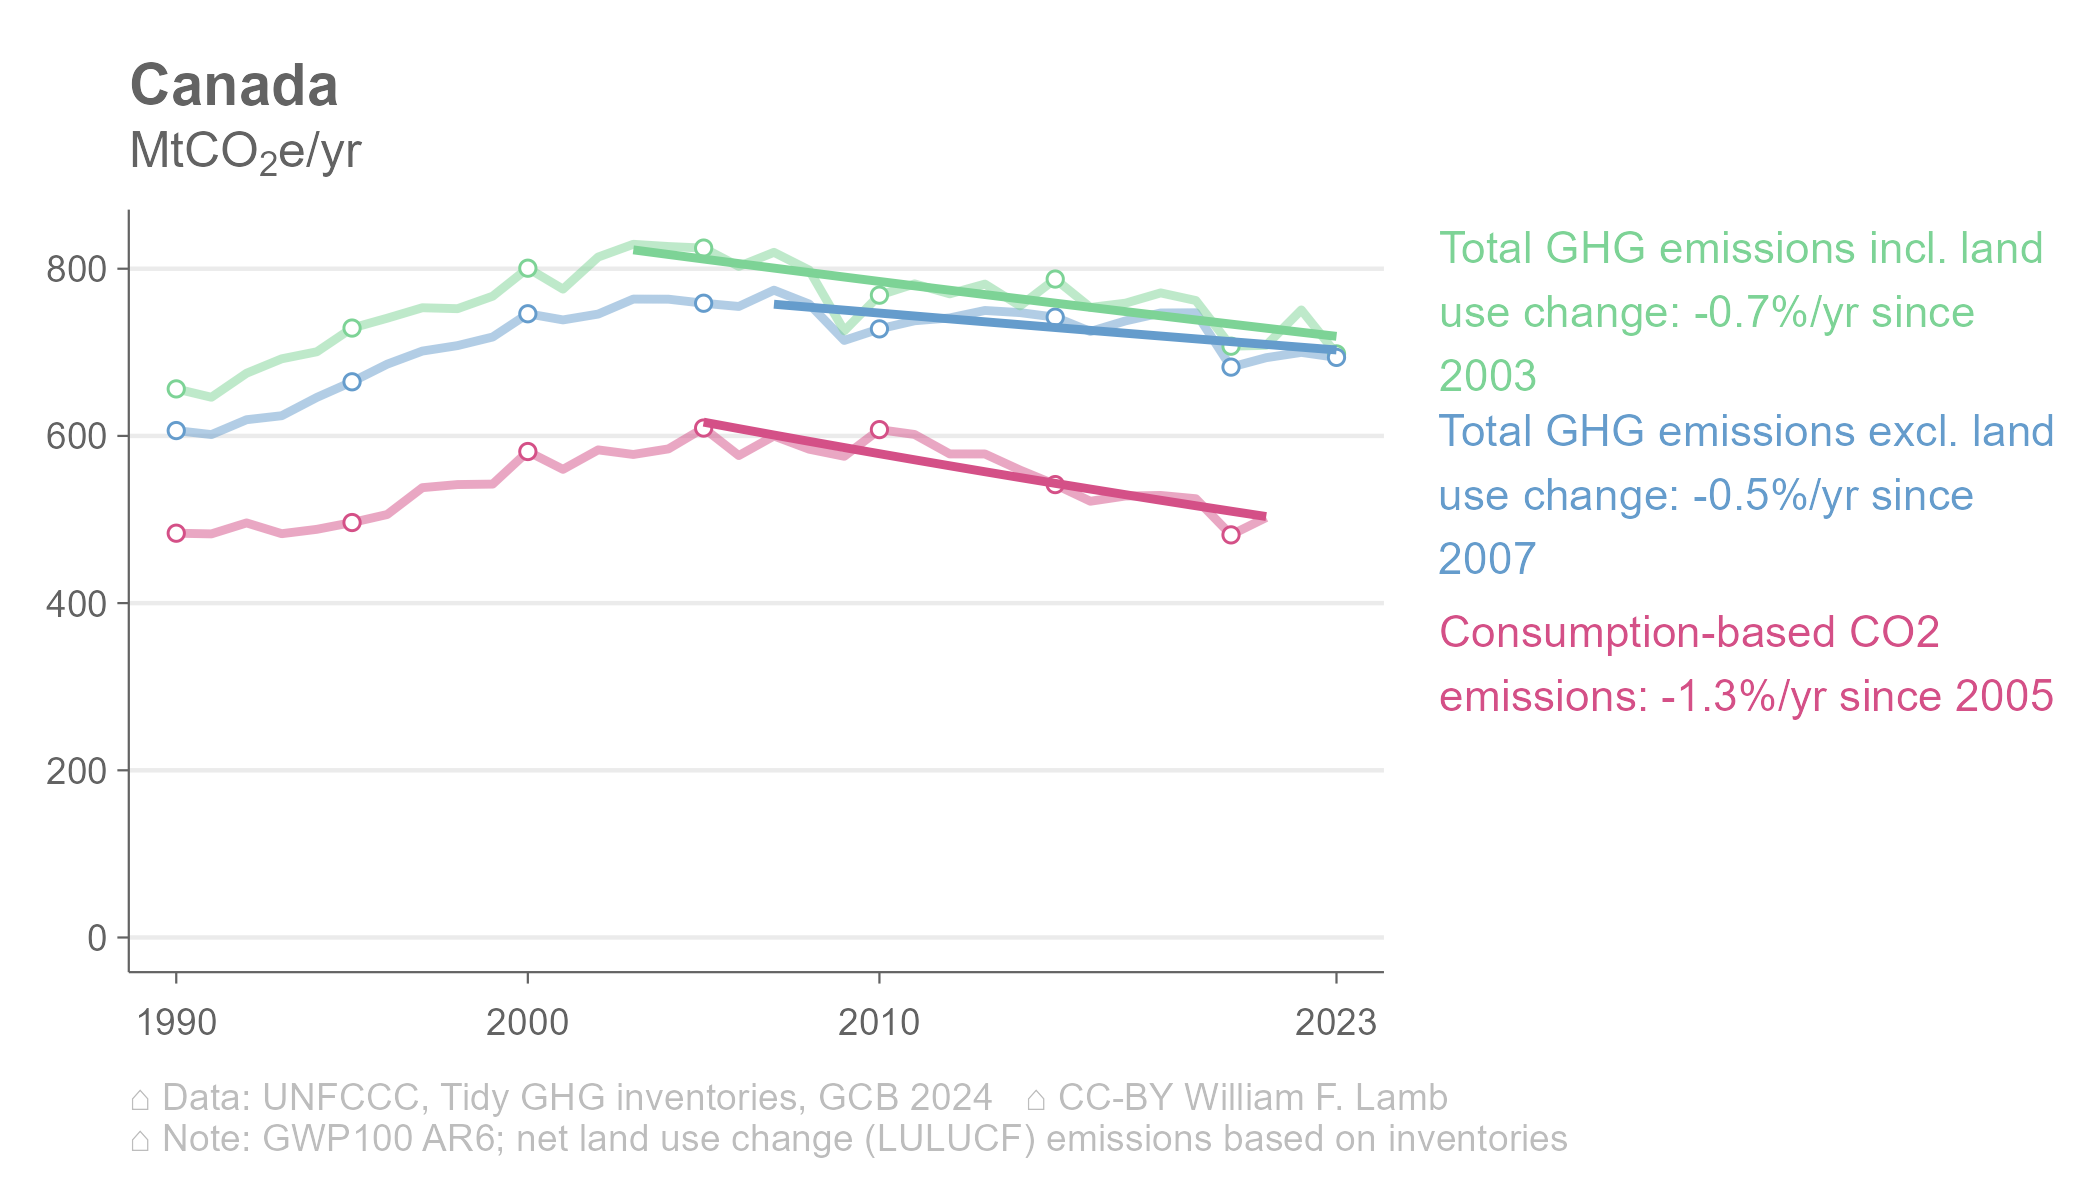 Canada
MtCO₂e/yr
800
600
400
200
0
1990
2000
2010
2023
Total GHG emissions incl. land
use change: -0.7%/yr since
2003
Total GHG emissions excl. land
use change: -0.5%/yr since
2007
Consumption-based CO2
emissions: -1.3%/yr since 2005
⌂ Data: UNFCCC, Tidy GHG inventories, GCB 2024 ⌂ CC-BY William F. Lamb
⌂ Note: GWP100 AR6; net land use change (LULUCF) emissions based on inventories